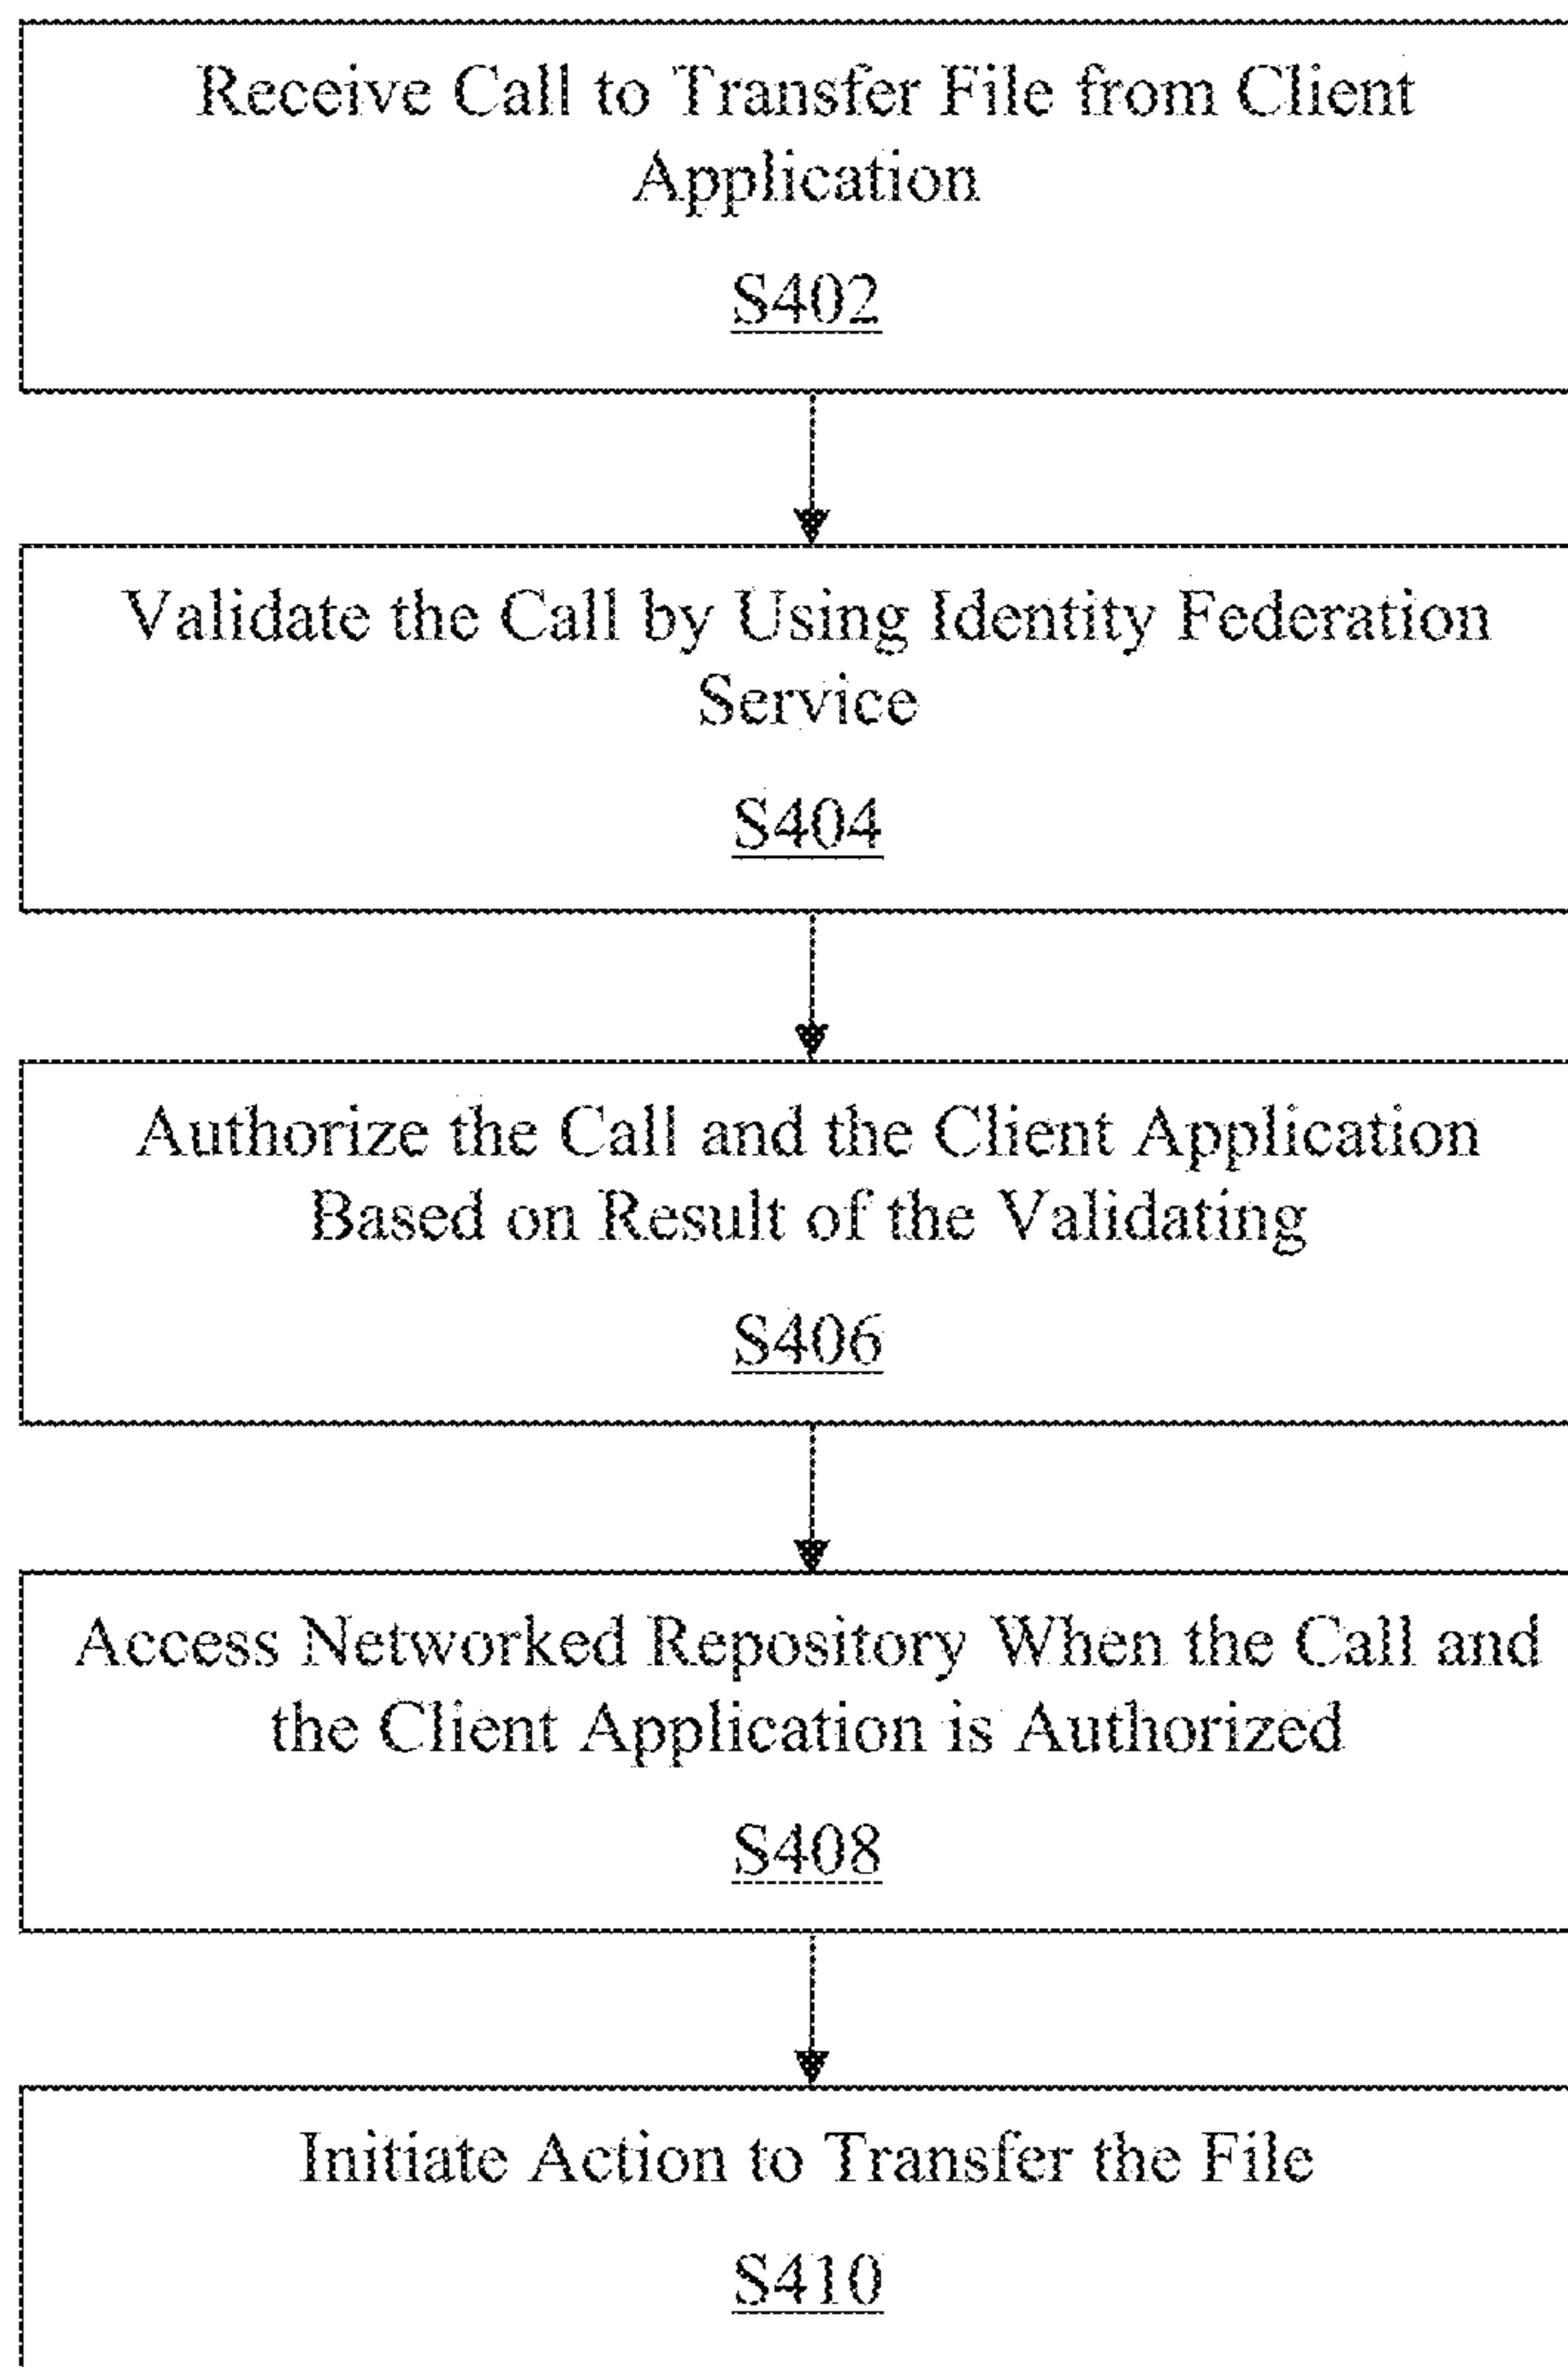 Receive Call to Transfer File from Client
Application
S402
Validate the Call by Using Identity Federation
Service
S404
Authorize the Call and the Client Application
Based on Result of the Validating
S406
Access Networked Repository When the Call and
the Client Application is Authorized
S408
Initiate Action to Transfer the File
S410